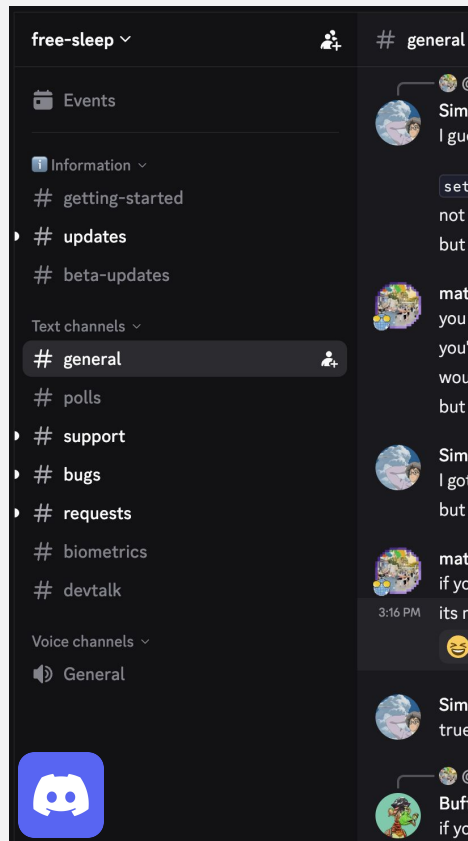 free-sleep
Events
Information
getting-started
updates
beta-updates
Text channels
general
polls
support
bugs
requests
biometrics
devtalk
Voice channels
General
# general
@
Sim
I gu
set
not
but
mat
you
you'
wou
but
Sim
I got
but
mat
if yo
3:16 PM its
Sim
true
@
Buf
if yo